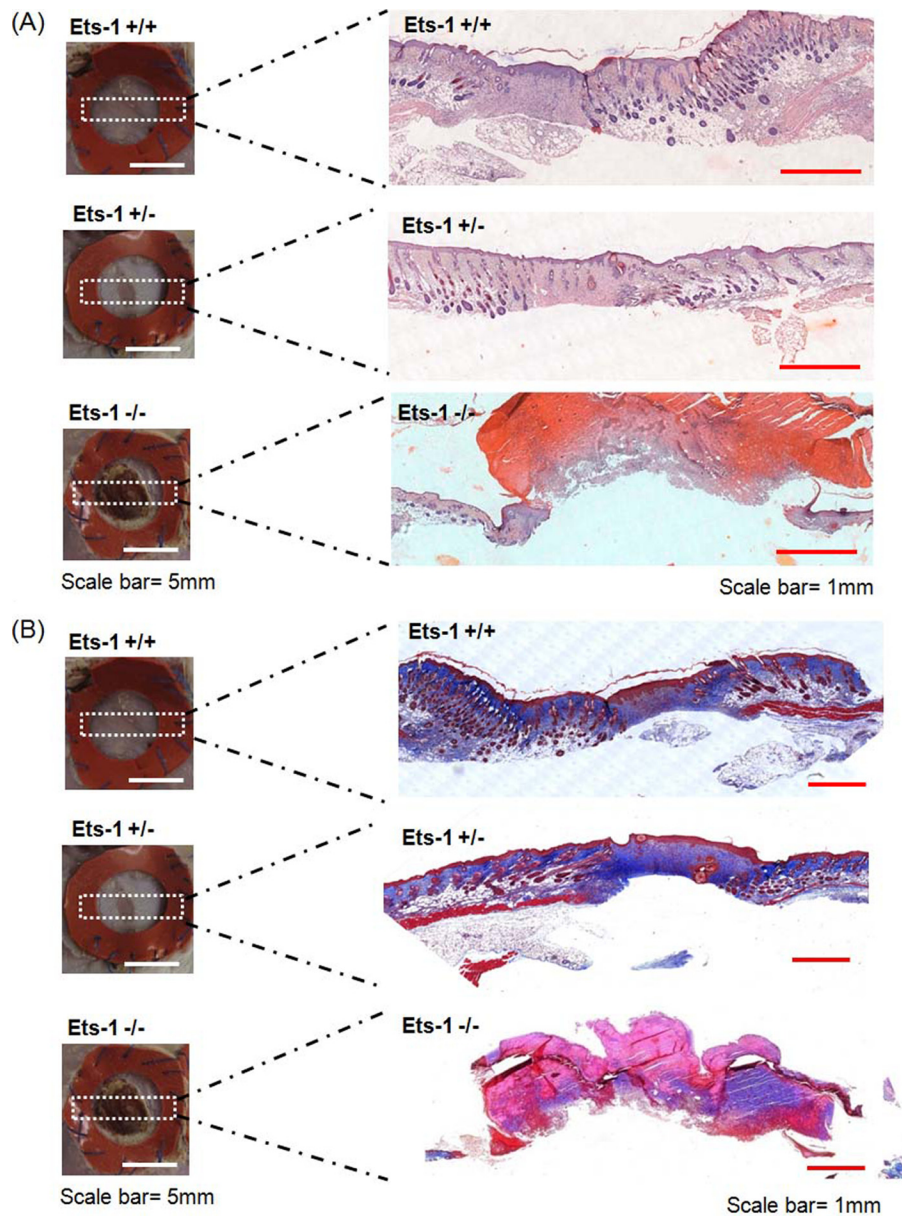 (A)
Ets-1 +/+
Ets-1 +/+
Ets-1 +/-
Ets-1 +/-
Ets-1 -/-
Ets-1 -/-
Scale bar= 5mm
Scale bar= 1mm
(B)
Ets-1 +/+
Ets-1 +/+
Ets-1 +/-
Ets-1 +/-
Ets-1 -/-
Ets-1 -/-
Scale bar= 5mm
Scale bar= 1mm